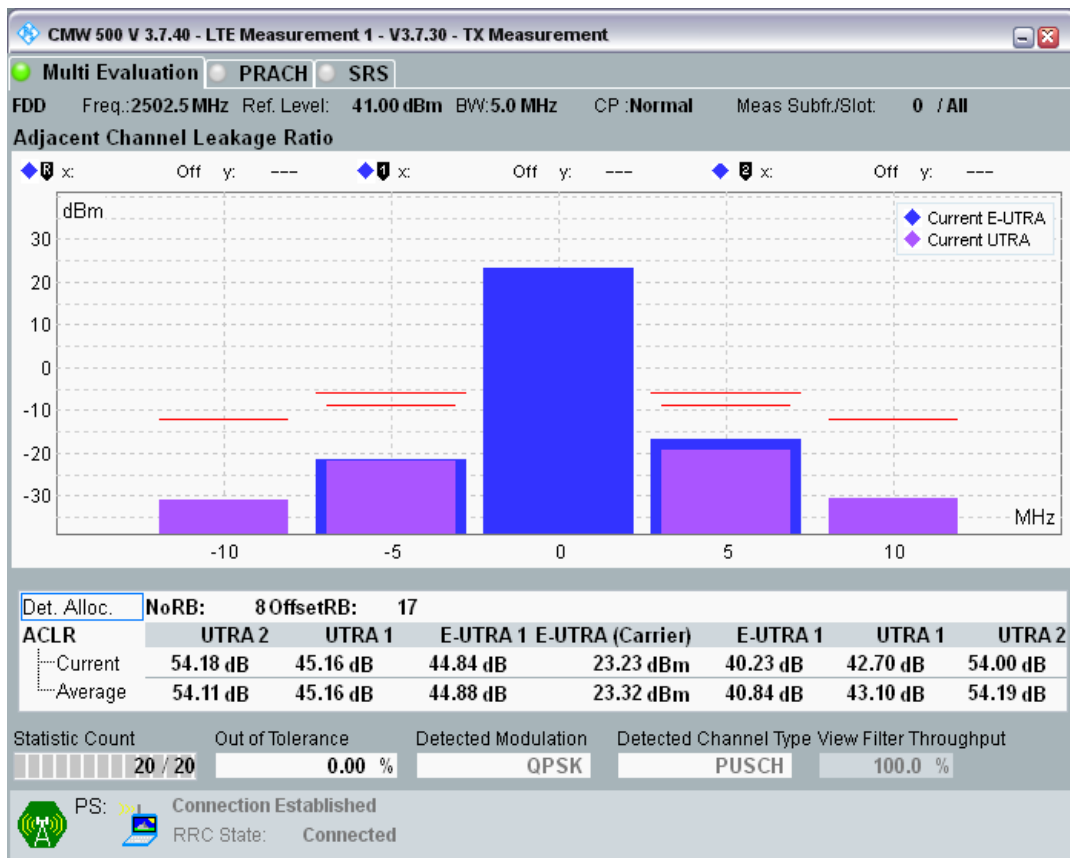 CMW 500 V 3.7.40 - LTE Measurement 1 - V3.7.30 - TX Measurement
Multi Evaluation PRACH SRS
FDD Freq.:2502.5 MHz Ref. Level: 41.00 dBm BW:5.0 MHz CP :Normal Meas Subfr./Slot: 0 / All
Adjacent Channel Leakage Ratio
R x: Off y: --- 1 x: Off y: --- 2 x: Off y: ---
dBm
Current E-UTRA
Current UTRA
30
20
10
0
-10
-20
-30
MHz
-10 -5 0 5 10
Det. Alloc. NoRB: 8 OffsetRB: 17
ACLR UTRA 2 UTRA 1 E-UTRA 1 E-UTRA (Carrier) E-UTRA 1 UTRA 1 UTRA 2
Current 54.18 dB 45.16 dB 44.84 dB 23.23 dBm 40.23 dB 42.70 dB 54.00 dB
Average 54.11 dB 45.16 dB 44.88 dB 23.32 dBm 40.84 dB 43.10 dB 54.19 dB
Statistic Count Out of Tolerance Detected Modulation Detected Channel Type View Filter Throughput
20 / 20 0.00 % QPSK PUSCH 100.0 %
PS: Connection Established
RRC State: Connected